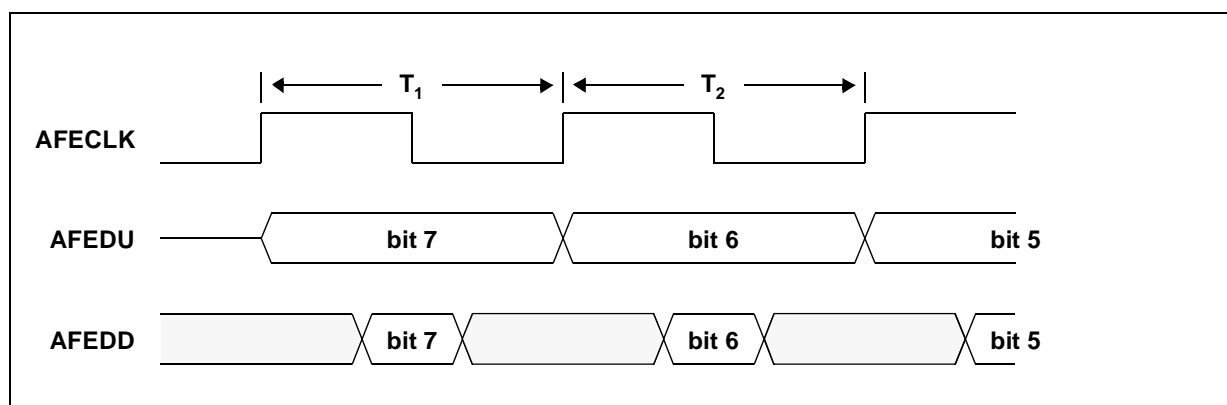 T1 T2
AFECLK
AFEDU bit 7 bit 6 bit 5
AFEDD bit 7 bit 6 bit 5